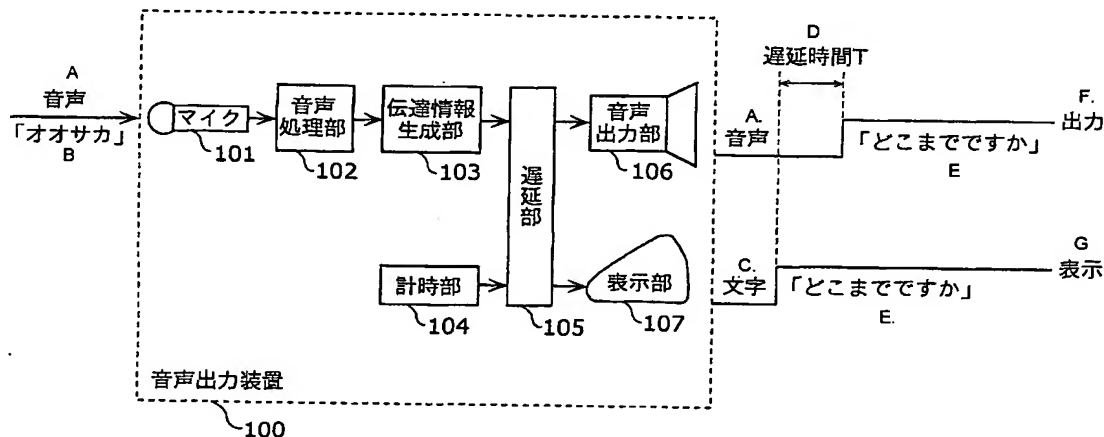 D
遅延時間T
A
音声
「オオサカ」
B
マイク
101
音声
処理部
102
伝達情報
生成部
103
遅延部
105
音声
出力部
106
A.
音声
「どこまでですか」
E
F.
出力
計時部
104
表示部
107
C.
文字
「どこまでですか」
E.
G
表示
音声出力装置
100